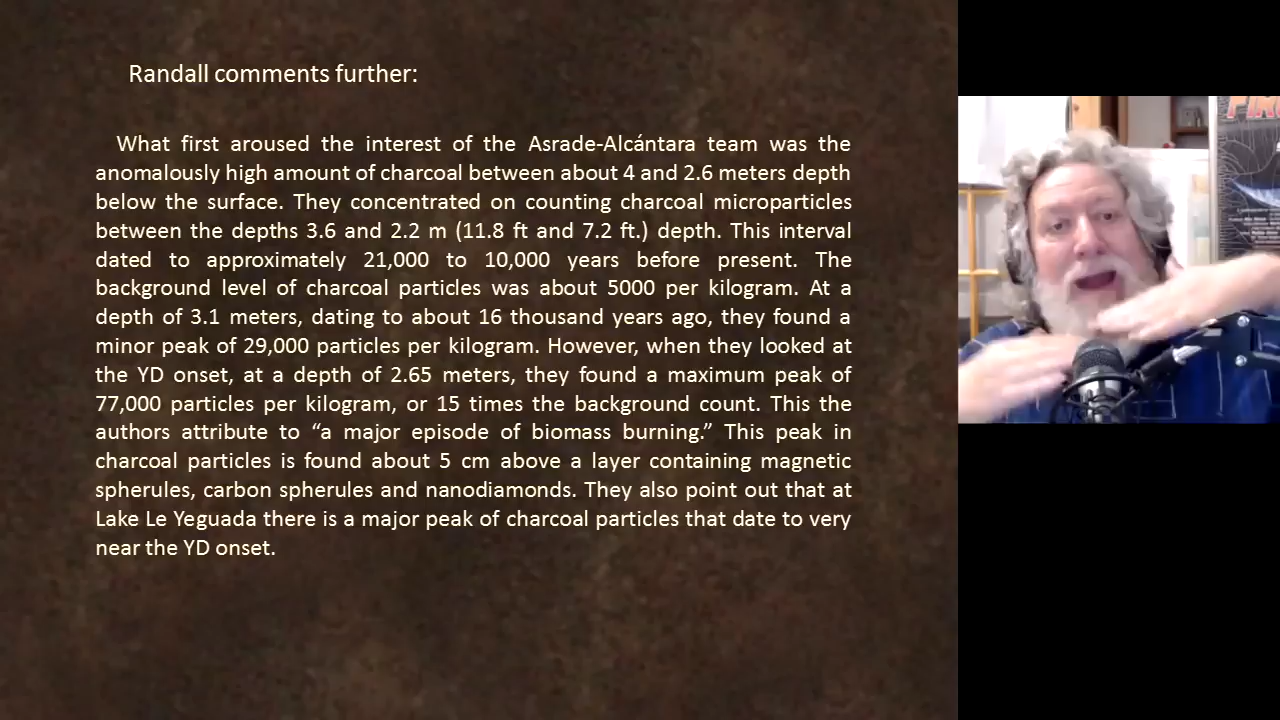 Randall comments further:
What first aroused the interest of the Asrade-Alcántara team was the
anomalously high amount of charcoal between about 4 and 2.6 meters depth
below the surface. They concentrated on counting charcoal microparticles
between the depths 3.6 and 2.2 m (11.8 ft and 7.2 ft.) depth. This interval
dated to approximately 21,000 to 10,000 years before present. The
background level of charcoal particles was about 5000 per kilogram. At a
depth of 3.1 meters, dating to about 16 thousand years ago, they found a
minor peak of 29,000 particles per kilogram. However, when they looked at
the YD onset, at a depth of 2.65 meters, they found a maximum peak of
77,000 particles per kilogram, or 15 times the background count. This the
authors attribute to “a major episode of biomass burning.” This peak in
charcoal particles is found about 5 cm above a layer containing magnetic
spherules, carbon spherules and nanodiamonds. They also point out that at
Lake Le Yeguada there is a major peak of charcoal particles that date to very
near the YD onset.